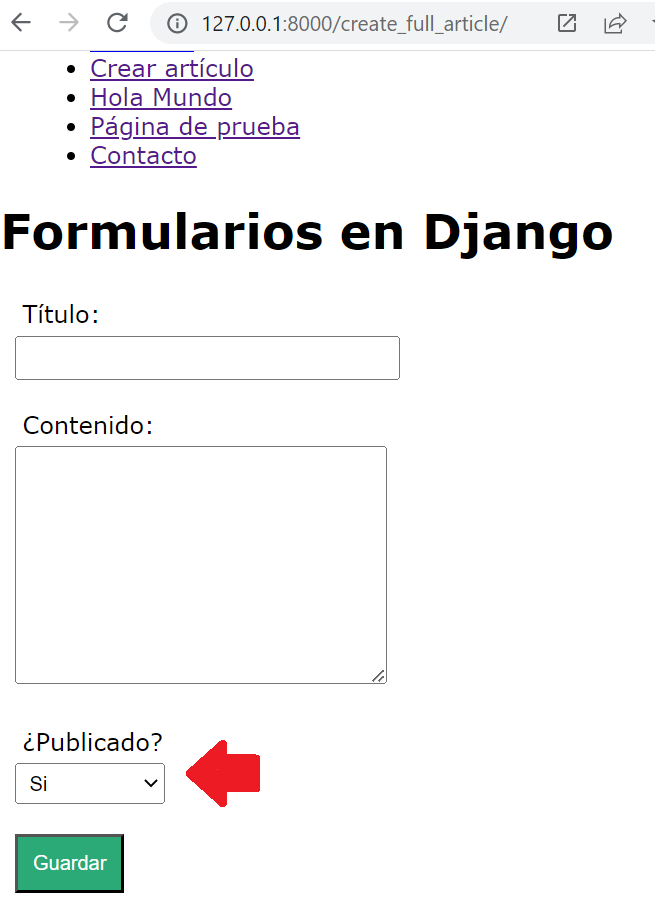 127.0.0.1:8000/create_full_article/
Crear artículo
Hola Mundo
Página de prueba
Contacto
Formularios en Django
Título:
Contenido:
¿Publicado?
Si
Guardar